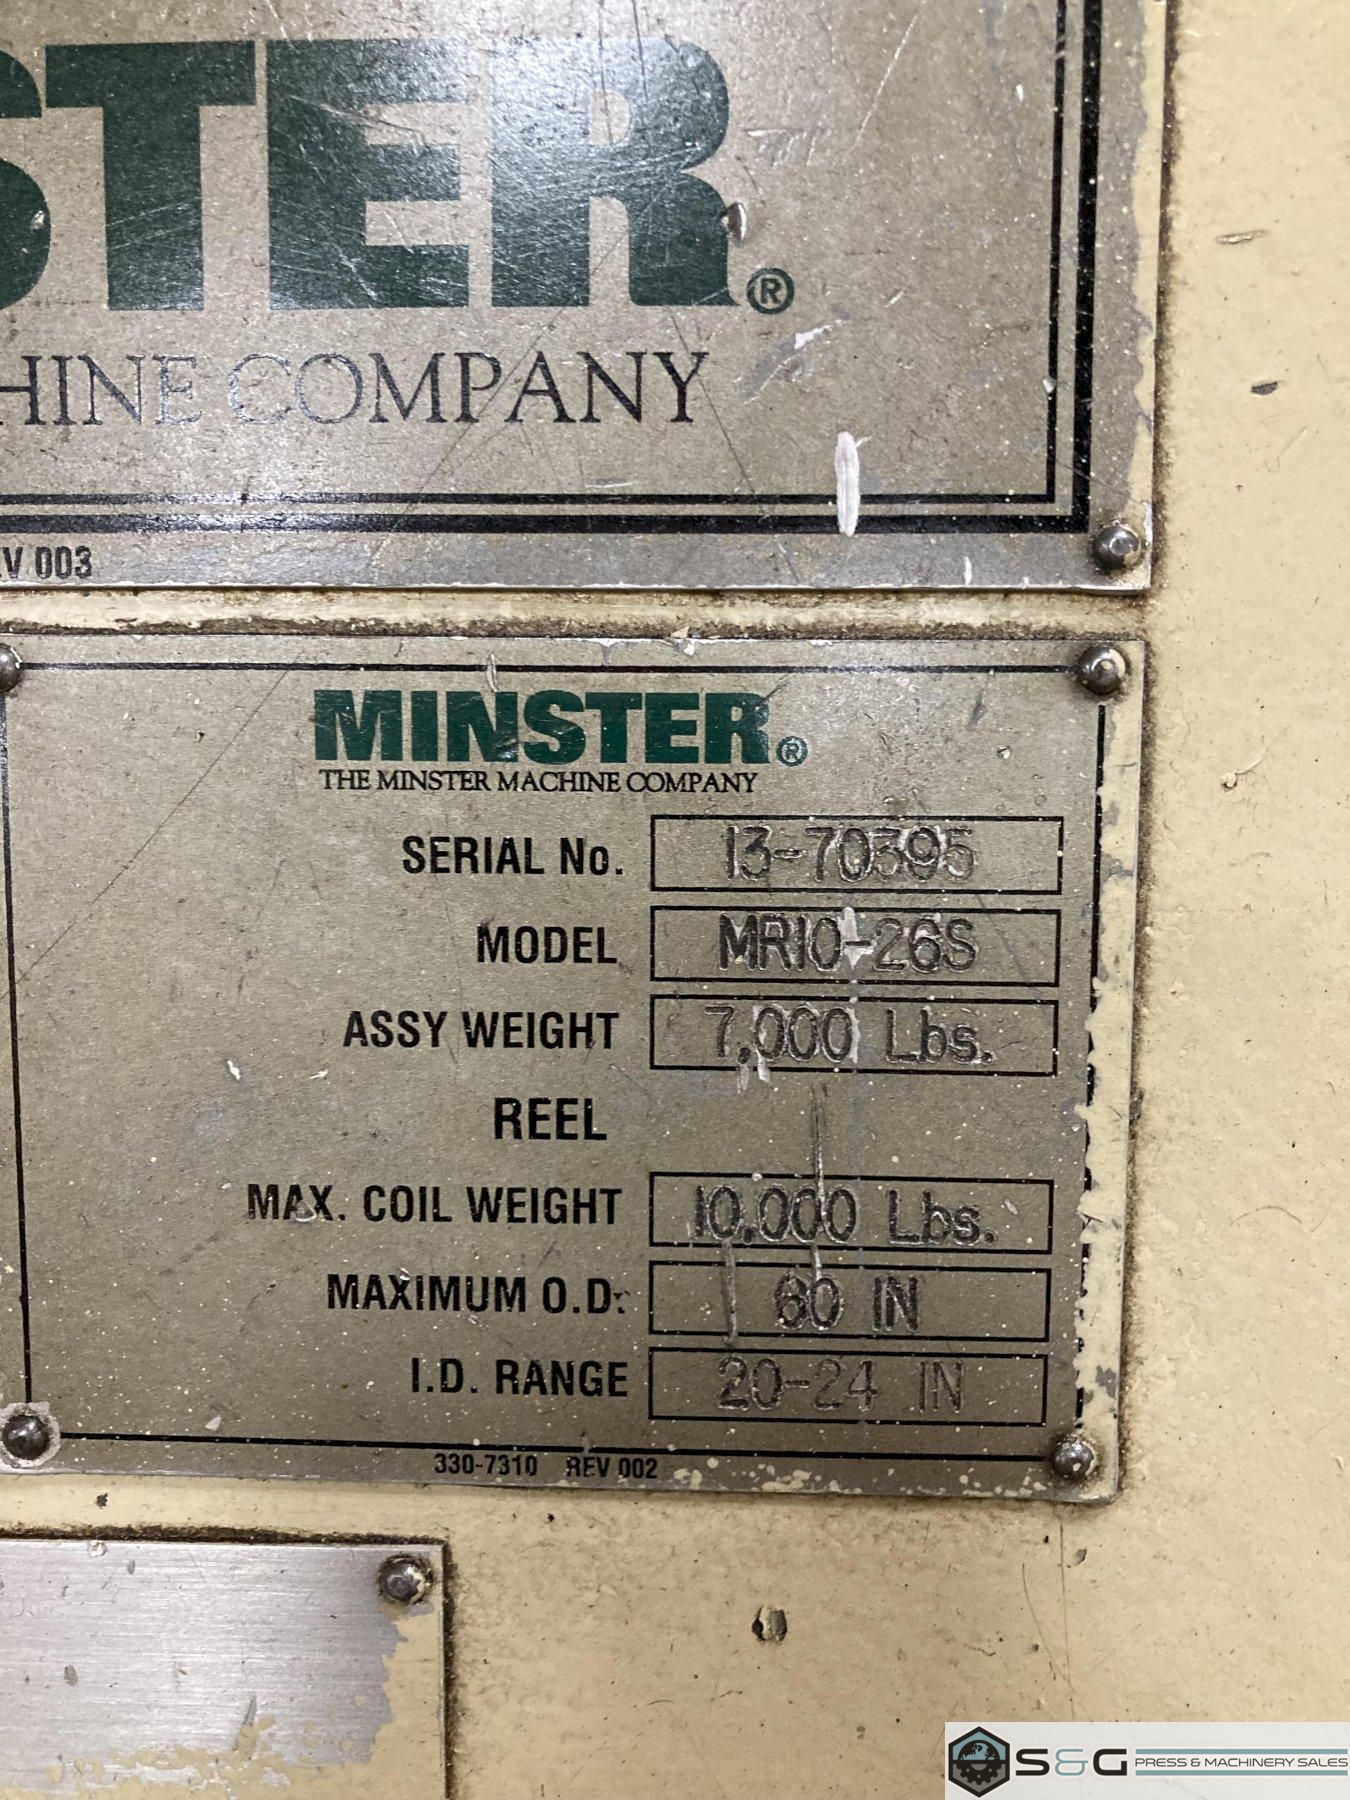 STER®
HINE COMPANY
EV 003
MINSTER®
THE MINSTER MACHINE COMPANY
SERIAL No. 13-70395
MODEL MR10-26S
ASSY WEIGHT 7,000 Lbs.
REEL
MAX. COIL WEIGHT 10,000 Lbs.
MAXIMUM O.D. 60 IN
I.D. RANGE 20-24 IN
330-7310 REV 002
S&G PRESS & MACHINERY SALES